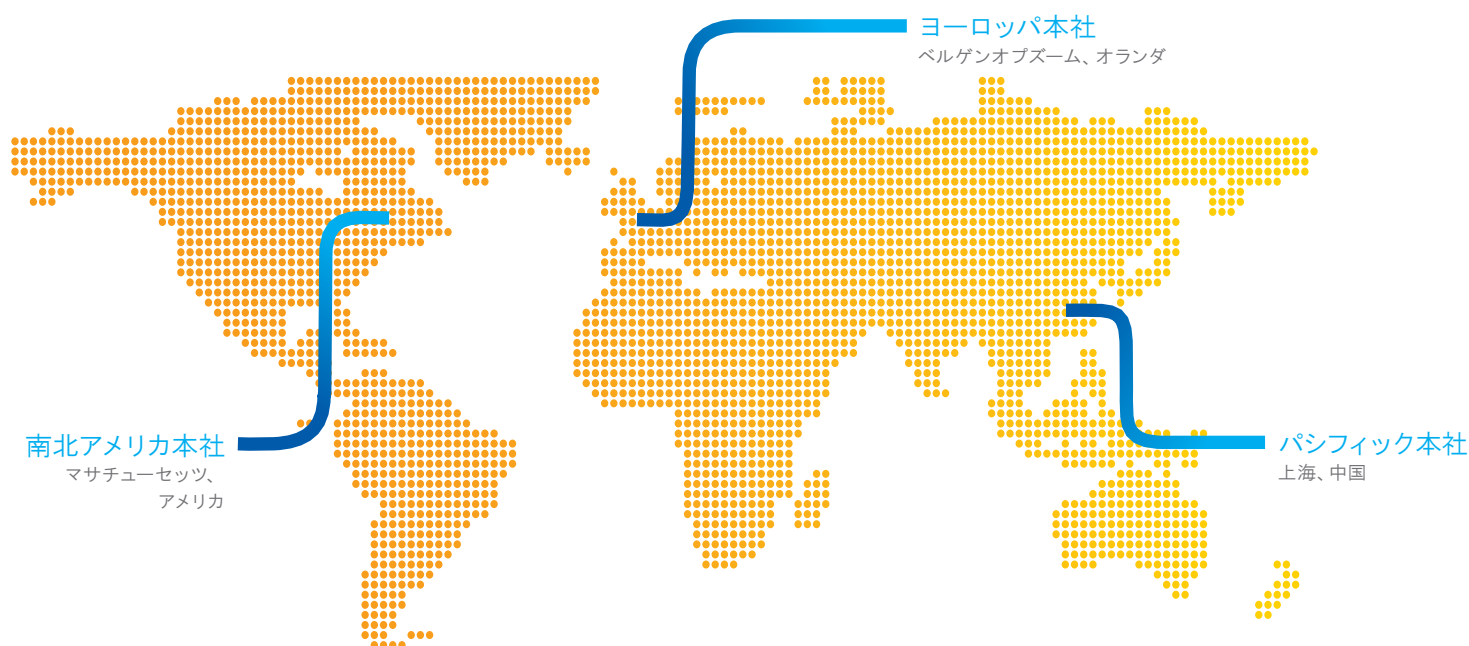 ヨーロッパ本社
ベルゲンオプズーム、オランダ
南北アメリカ本社
マサチューセッツ、
アメリカ
パシフィック本社
上海、中国